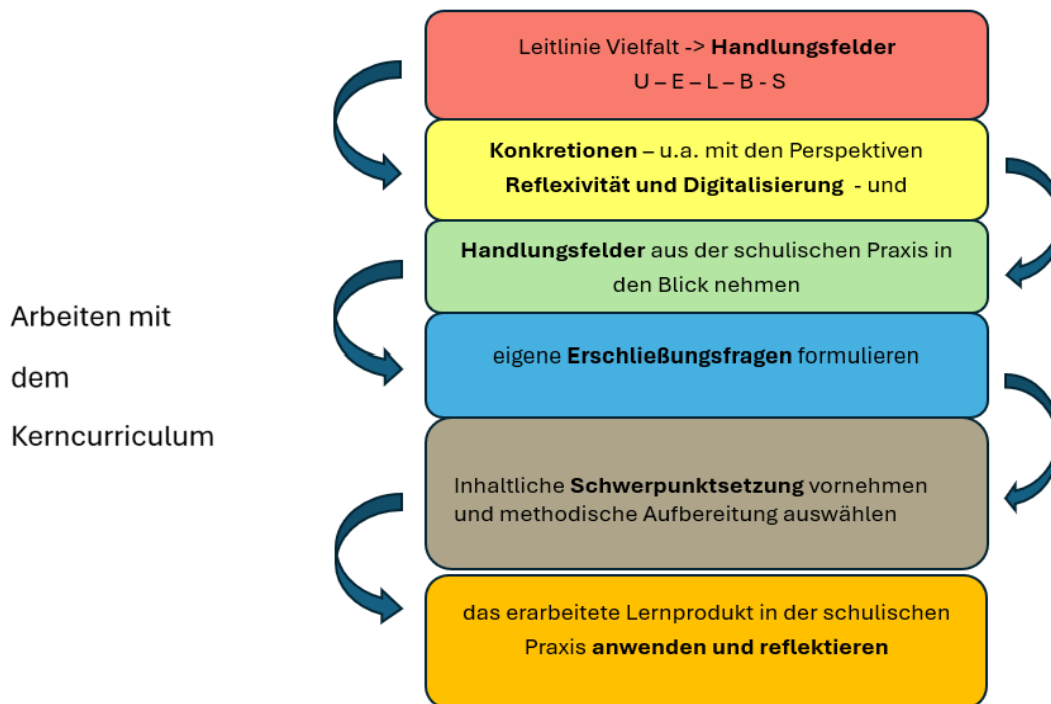 Leitlinie Vielfalt -> Handlungsfelder
U – E – L – B - S
Konkretionen – u.a. mit den Perspektiven
Reflexivität und Digitalisierung - und
Handlungsfelder aus der schulischen Praxis in
den Blick nehmen
Arbeiten mit
dem
Kerncurriculum
eigene Erschließungsfragen formulieren
Inhaltliche Schwerpunktsetzung vornehmen
und methodische Aufbereitung auswählen
das erarbeitete Lernprodukt in der schulischen
Praxis anwenden und reflektieren